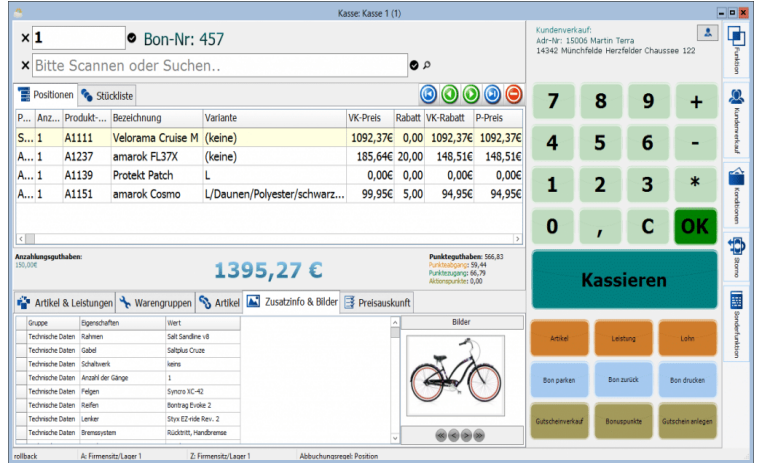 Kasse: Kasse 1 (1)
1
Bon-Nr: 457
Bitte Scannen oder Suchen..
Positionen
Stückliste
P... Anz... Produkt-... Bezeichnung Variante VK-Preis Rabatt VK-Rabatt P-Preis
S... 1 A1111 Velorama Cruise M (keine) 1092,37€ 0,00 1092,37€ 1092,37€
A... 1 A1237 amarok FL37X (keine) 185,64€ 20,00 148,51€ 148,51€
A... 1 A1139 Protekt Patch L 0,00€ 0,00 0,00€ 0,00€
A... 1 A1151 amarok Cosmo L/Daunen/Polyester/schwarz... 99,95€ 5,00 94,95€ 94,95€
Anzahlungsguthaben:
150,00€
1395,27 €
Punkteguthaben: 566,83
Punkteabgang: 59,44
Punktezugang: 66,79
Aktionspunkte: 0,00
Artikel & Leistungen
Warengruppen
Artikel
Zusatzinfo & Bilder
Preisauskunft
Gruppe Eigenschaften Wert
Technische Daten Rahmen Salt Sandline v8
Technische Daten Gabel Saltplus Cruze
Technische Daten Schaltwerk keins
Technische Daten Anzahl der Gänge 1
Technische Daten Felgen Syncro XC-42
Technische Daten Reifen Bontrag Evoke 2
Technische Daten Lenker Styx EZ-ride Rev. 2
Technische Daten Bremssystem Rücktritt, Handbremse
Bilder
Kundenverkauf:
Adr-Nr: 15006 Martin Terra
14342 Münchfelde Herzfelder Chaussee 122
7 8 9 +
4 5 6 -
1 2 3 *
0 , C OK
Kassieren
Artikel Leistung Lohn
Bon parken Bon zurück Bon drucken
Gutscheinverkauf Bonuspunkte Gutschein anlegen
Funktion
Kundenverkauf
Konditionen
Storno
Sonderfunktion
rollback A: Firmensitz/Lager 1 Z: Firmensitz/Lager 1 Abbuchungsregel: Position